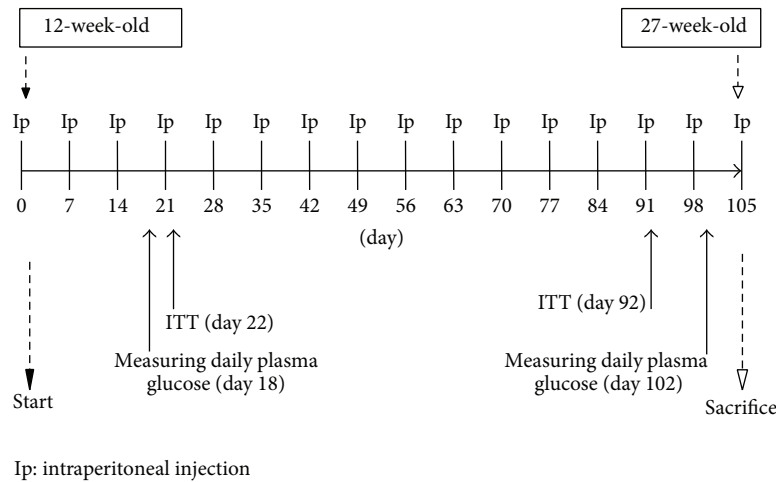 12-week-old 27-week-old
Ip Ip Ip Ip Ip Ip Ip Ip Ip Ip Ip Ip Ip Ip Ip Ip
0 7 14 21 28 35 42 49 56 63 70 77 84 91 98 105
(day)
ITT (day 22)
ITT (day 92)
Measuring daily plasma
glucose (day 18)
Measuring daily plasma
glucose (day 102)
Start
Sacrifice
Ip: intraperitoneal injection